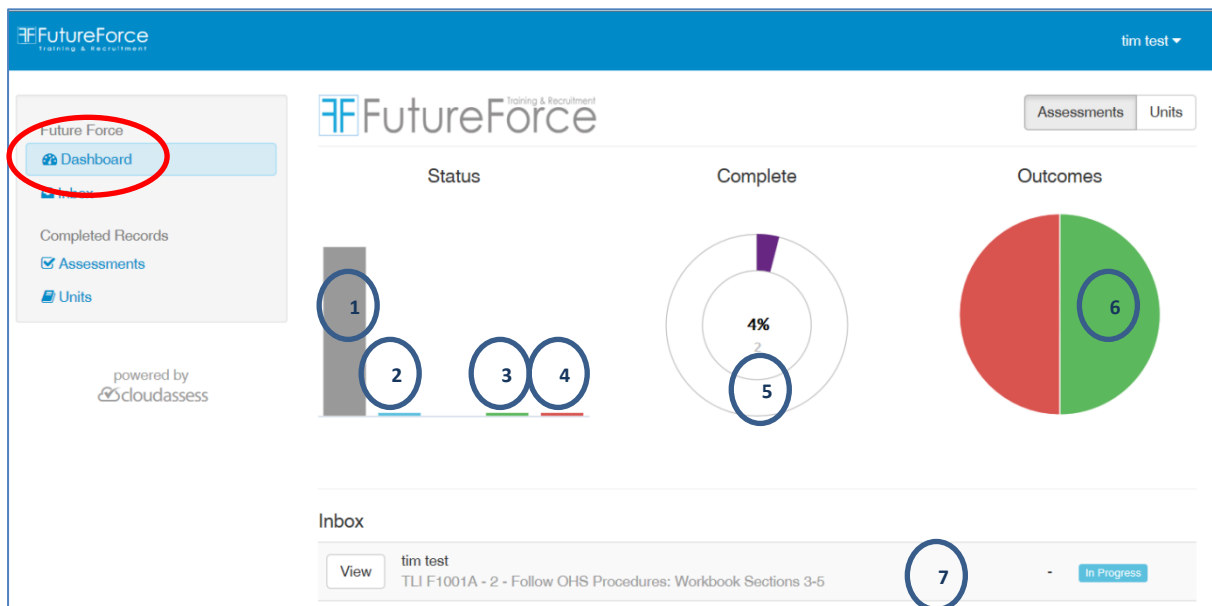 FutureForce
Training & Recruitment
tim test
Future Force
Dashboard
Inbox
Completed Records
Assessments
Units
powered by
cloudassess
FutureForce
Training & Recruitment
Assessments Units
Status
Complete
Outcomes
1
2
3
4
4%
2
5
6
Inbox
View
tim test
TLI F1001A - 2 - Follow OHS Procedures: Workbook Sections 3-5
7
-
In Progress